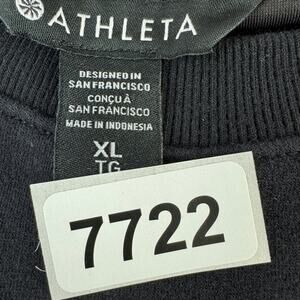 ATHLETA
DESIGNED IN
SAN FRANCISCO
CONÇU À
SAN FRANCISCO
MADE IN INDONESIA
XL
TG
7722